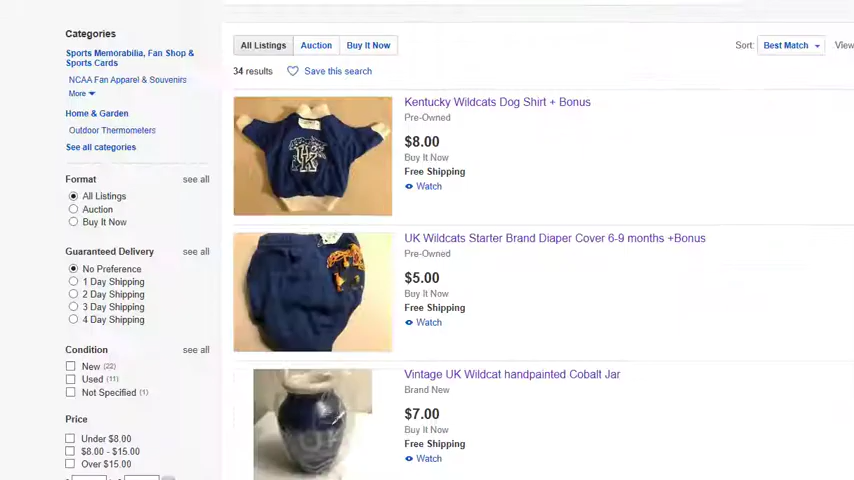 Categories
Sports Memorabilia, Fan Shop &
Sports Cards
NCAA Fan Apparel & Souvenirs
More
Home & Garden
Outdoor Thermometers
See all categories
Format
see all
All Listings
Auction
Buy It Now
Guaranteed Delivery
see all
No Preference
1 Day Shipping
2 Day Shipping
3 Day Shipping
4 Day Shipping
Condition
see all
New (22)
Used (11)
Not Specified (1)
Price
Under $8.00
$8.00 - $15.00
Over $15.00
All Listings
Auction
Buy It Now
Sort: Best Match
View
34 results
Save this search
Kentucky Wildcats Dog Shirt + Bonus
Pre-Owned
$8.00
Buy It Now
Free Shipping
Watch
UK Wildcats Starter Brand Diaper Cover 6-9 months +Bonus
Pre-Owned
$5.00
Buy It Now
Free Shipping
Watch
Vintage UK Wildcat handpainted Cobalt Jar
Brand New
$7.00
Buy It Now
Free Shipping
Watch